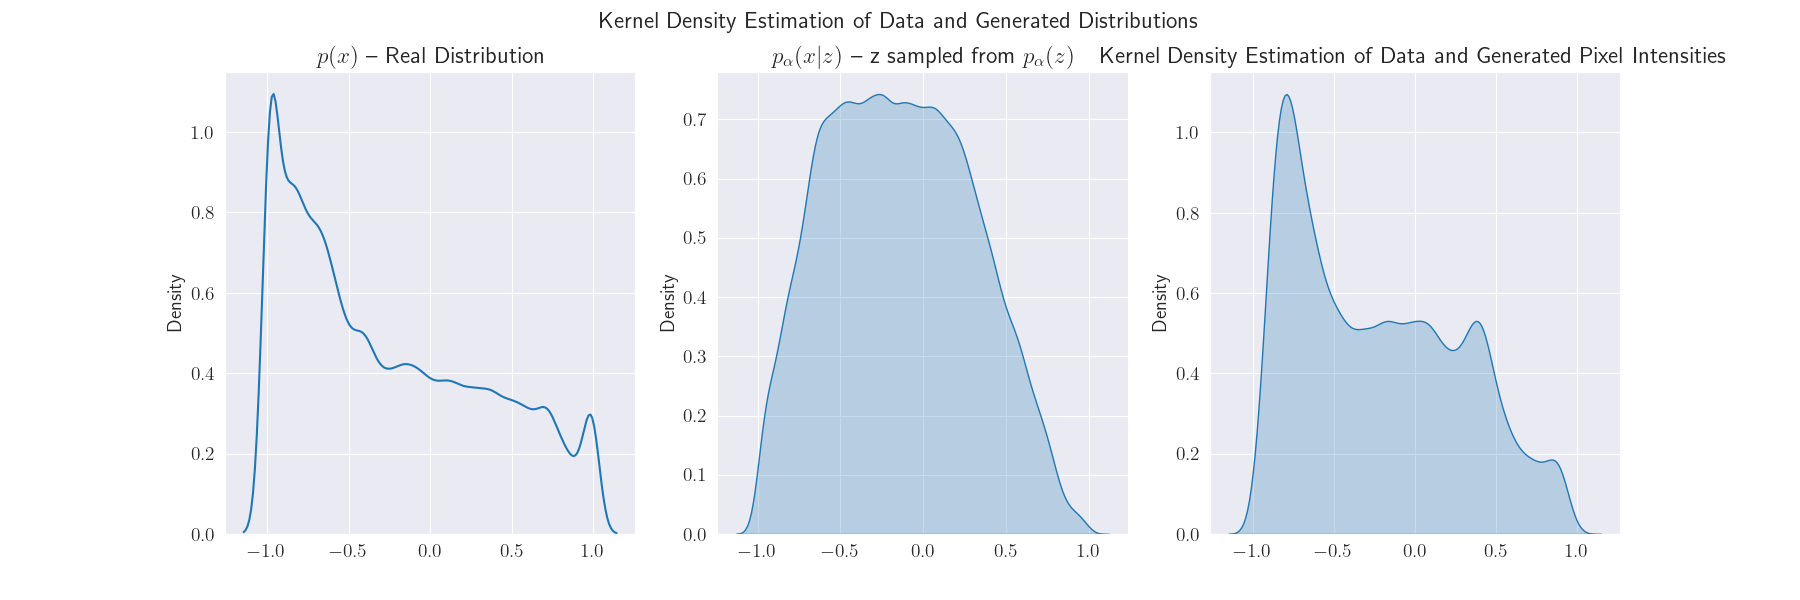 Kernel Density Estimation of Data and Generated Distributions
p(x) – Real Distribution
Density
1.0
0.8
0.6
0.4
0.2
0.0
−1.0 −0.5 0.0 0.5 1.0
pα(x|z) – z sampled from pα(z)
Density
0.7
0.6
0.5
0.4
0.3
0.2
0.1
0.0
−1.0 −0.5 0.0 0.5 1.0
Kernel Density Estimation of Data and Generated Pixel Intensities
Density
1.0
0.8
0.6
0.4
0.2
0.0
−1.0 −0.5 0.0 0.5 1.0